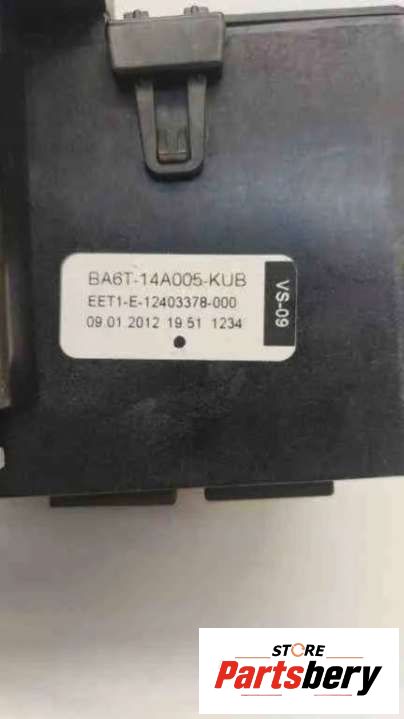 BA6T-14A005-KUB
EET1-E-12403378-000
09.01.2012 19 51 1234
VS-09
STORE
Partsbery